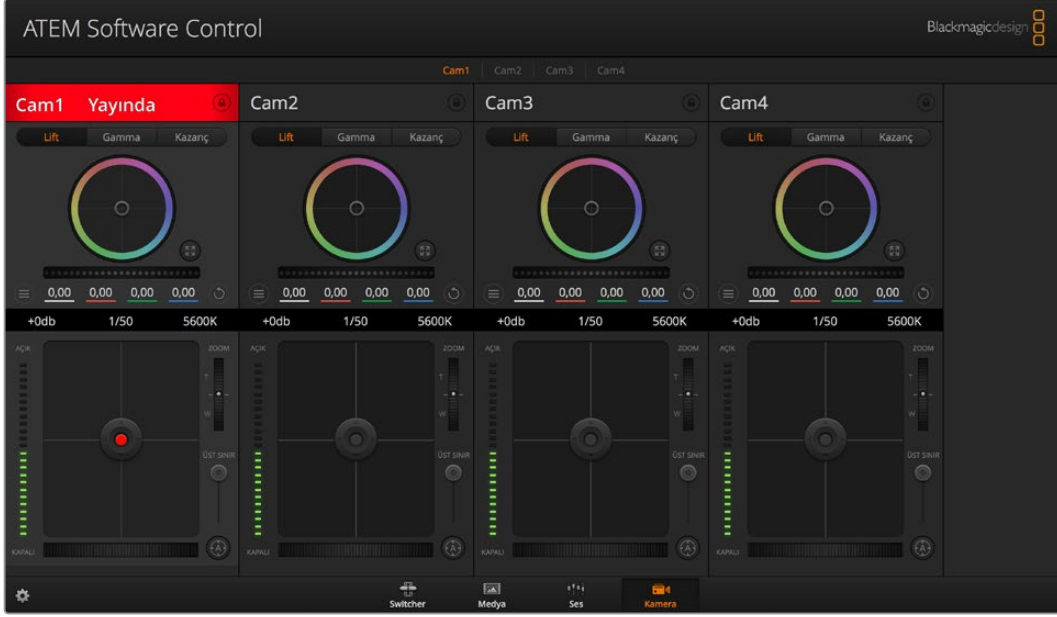 ATEM Software Control
Blackmagicdesign
Cam1 Cam2 Cam3 Cam4
Cam1 Yayında Cam2 Cam3 Cam4
Lift Gamma Kazanç Lift Gamma Kazanç Lift Gamma Kazanç Lift Gamma Kazanç
0,00 0,00 0,00 0,00 0,00 0,00 0,00 0,00 0,00 0,00 0,00 0,00 0,00 0,00 0,00 0,00
+0db 1/50 5600K +0db 1/50 5600K +0db 1/50 5600K +0db 1/50 5600K
AÇIK ZOOM AÇIK ZOOM AÇIK ZOOM AÇIK ZOOM
T T T T
W W W W
ÜST SINIR ÜST SINIR ÜST SINIR ÜST SINIR
KAPALI A KAPALI A KAPALI A KAPALI A
Switcher Medya Ses Kamera